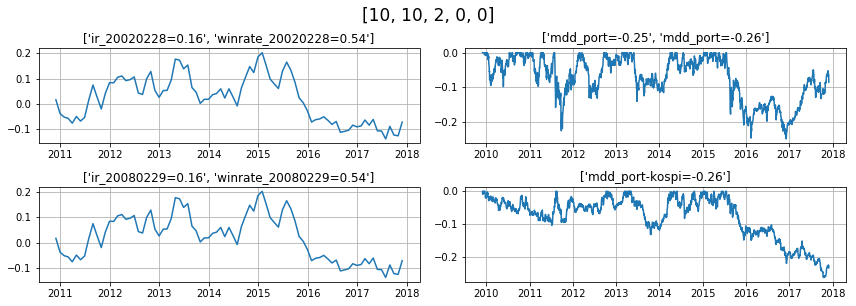 [10, 10, 2, 0, 0]
['ir_20020228=0.16', 'winrate_20020228=0.54']
['mdd_port=-0.25', 'mdd_port=-0.26']
0.2
0.1
0.0
−0.1
2011 2012 2013 2014 2015 2016 2017 2018
0.0
−0.1
−0.2
2010 2011 2012 2013 2014 2015 2016 2017 2018
['ir_20080229=0.16', 'winrate_20080229=0.54']
['mdd_port-kospi=-0.26']
0.2
0.1
0.0
−0.1
2011 2012 2013 2014 2015 2016 2017 2018
0.0
−0.1
−0.2
2010 2011 2012 2013 2014 2015 2016 2017 2018